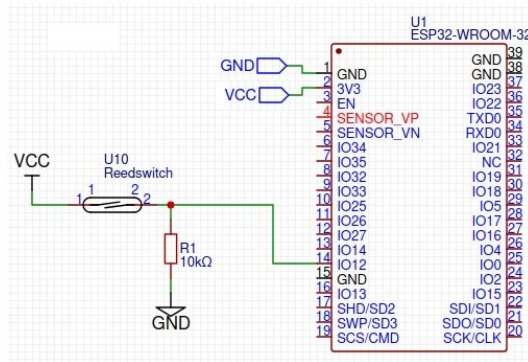 U1
ESP32-WROOM-32
GND
VCC
1 GND
2 3V3
3 EN
4 SENSOR_VP
5 SENSOR_VN
6 IO34
7 IO35
8 IO32
9 IO33
10 IO25
11 IO26
12 IO27
13 IO14
14 IO12
15 GND
16 IO13
17 SHD/SD2
18 SWP/SD3
19 SCS/CMD
GND 39
GND 38
IO23 37
IO22 36
TXD0 35
RXD0 34
IO21 33
NC 32
IO19 31
IO18 30
IO5 29
IO17 28
IO16 27
IO4 26
IO0 25
IO2 24
IO15 23
SDI/SD1 22
SDO/SD0 21
SCK/CLK 20
VCC
U10
Reedswitch
1 1 2 2
R1
10kΩ
GND